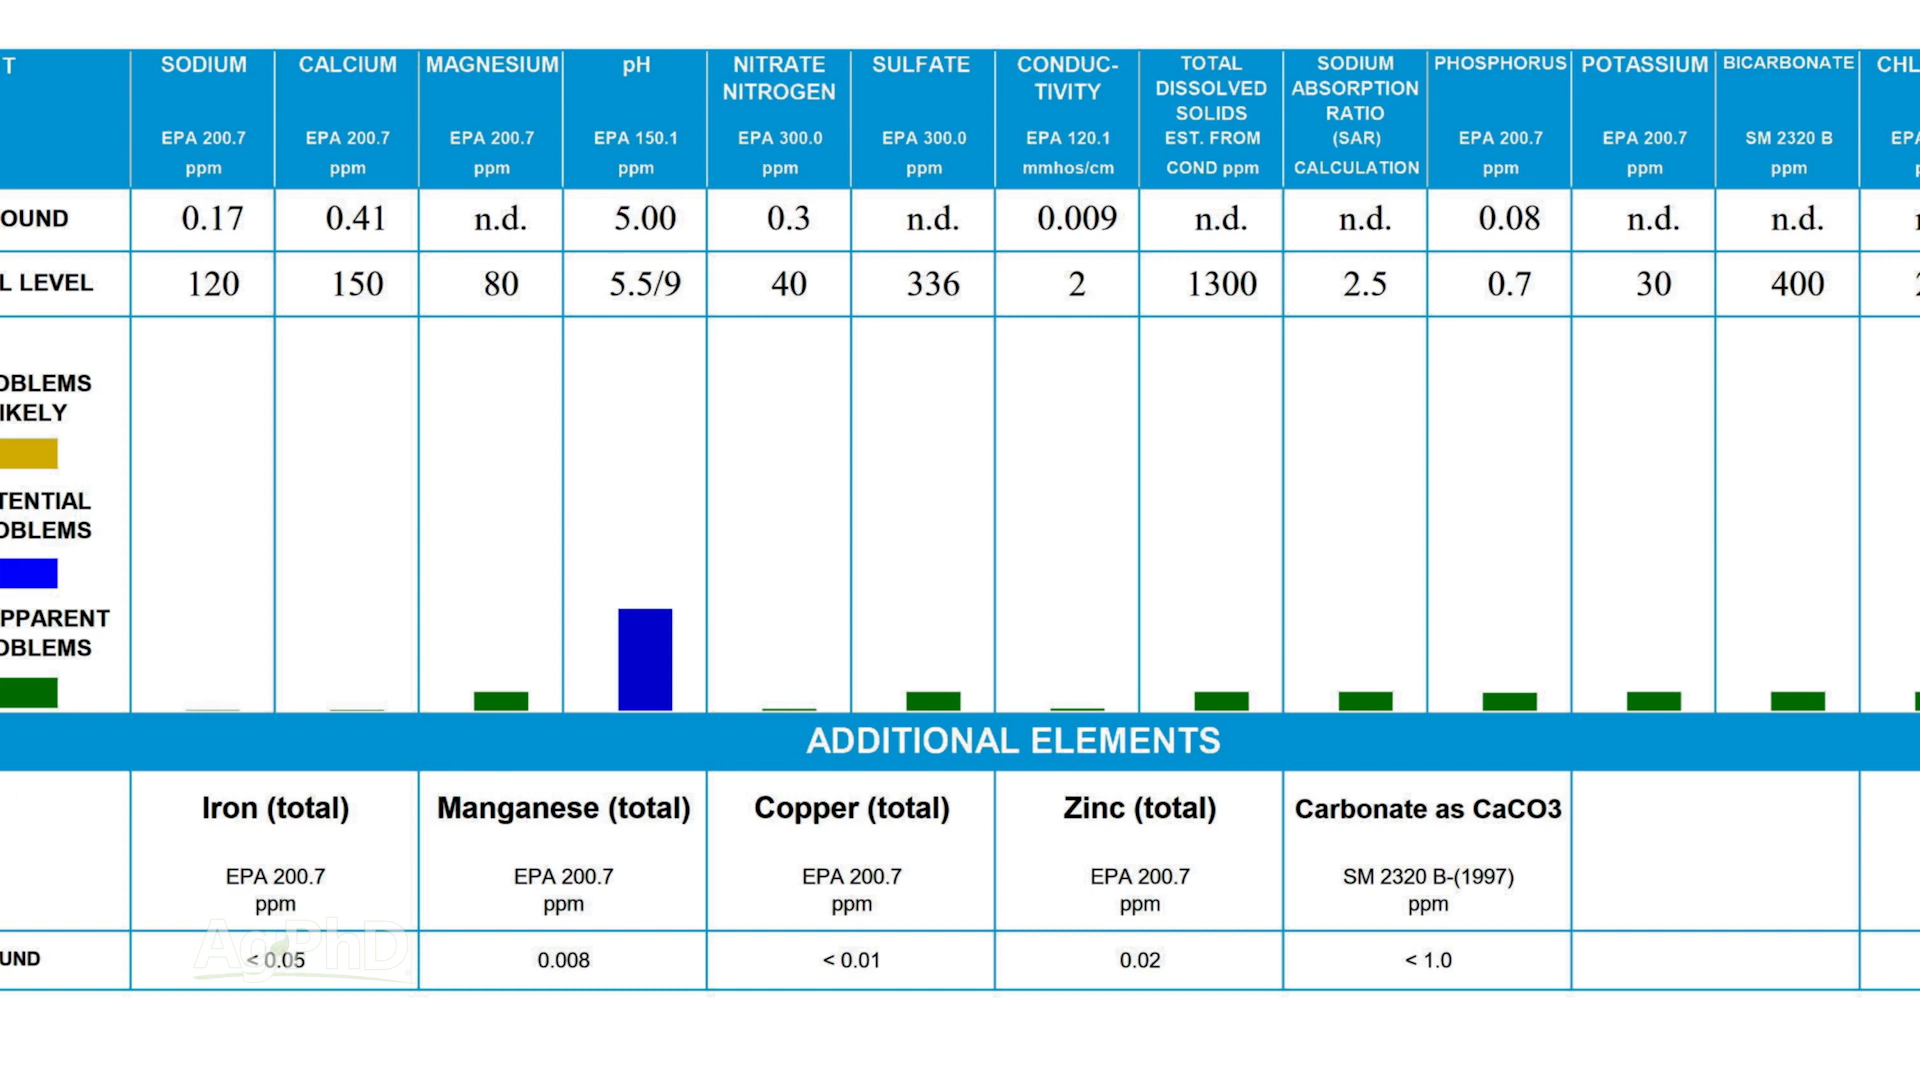 T SODIUM CALCIUM MAGNESIUM pH NITRATE SULFATE CONDUC- TOTAL SODIUM PHOSPHORUS POTASSIUM BICARBONATE CHL
NITROGEN TIVITY DISSOLVED ABSORPTION
SOLIDS RATIO
EPA 200.7 EPA 200.7 EPA 200.7 EPA 150.1 EPA 300.0 EPA 300.0 EPA 120.1 EST. FROM (SAR) EPA 200.7 EPA 200.7 SM 2320 B EPA
ppm ppm ppm ppm ppm ppm mmhos/cm COND ppm CALCULATION ppm ppm ppm
OUND 0.17 0.41 n.d. 5.00 0.3 n.d. 0.009 n.d. n.d. 0.08 n.d. n.d.
L LEVEL 120 150 80 5.5/9 40 336 2 1300 2.5 0.7 30 400
OBLEMS
IKELY
TENTIAL
OBLEMS
PPARENT
OBLEMS
ADDITIONAL ELEMENTS
Iron (total) Manganese (total) Copper (total) Zinc (total) Carbonate as CaCO3
EPA 200.7 EPA 200.7 EPA 200.7 EPA 200.7 SM 2320 B-(1997)
ppm ppm ppm ppm ppm
AgPhD
UND < 0.05 0.008 < 0.01 0.02 < 1.0